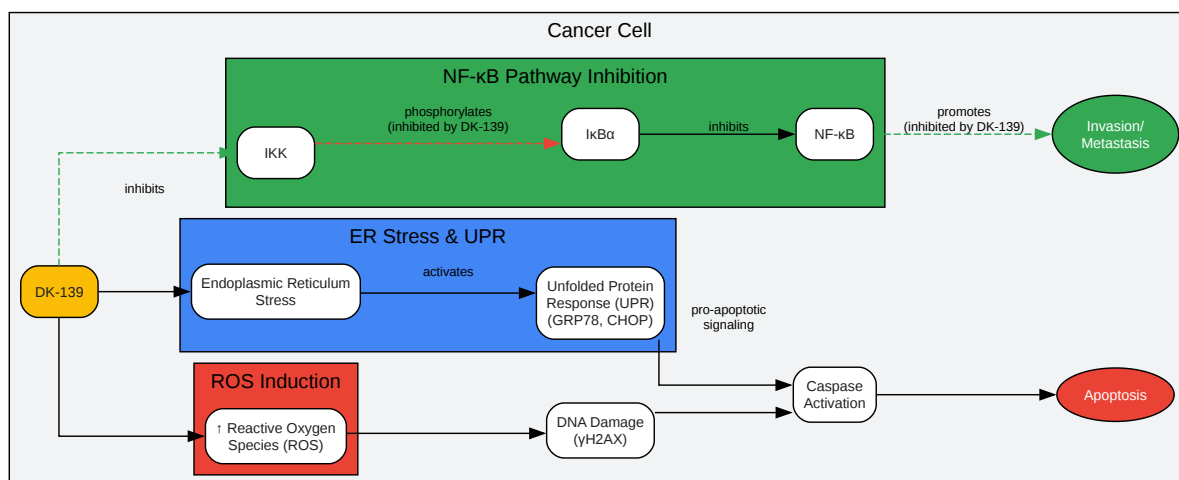 Cancer Cell
NF-κB Pathway Inhibition
phosphorylates
(inhibited by DK-139)
promotes
(inhibited by DK-139)
IKK
IκBα
inhibits
NF-κB
Invasion/
Metastasis
inhibits
ER Stress & UPR
DK-139
Endoplasmic Reticulum
Stress
activates
Unfolded Protein
Response (UPR)
(GRP78, CHOP)
pro-apoptotic
signaling
ROS Induction
↑ Reactive Oxygen
Species (ROS)
DNA Damage
(γH2AX)
Caspase
Activation
Apoptosis